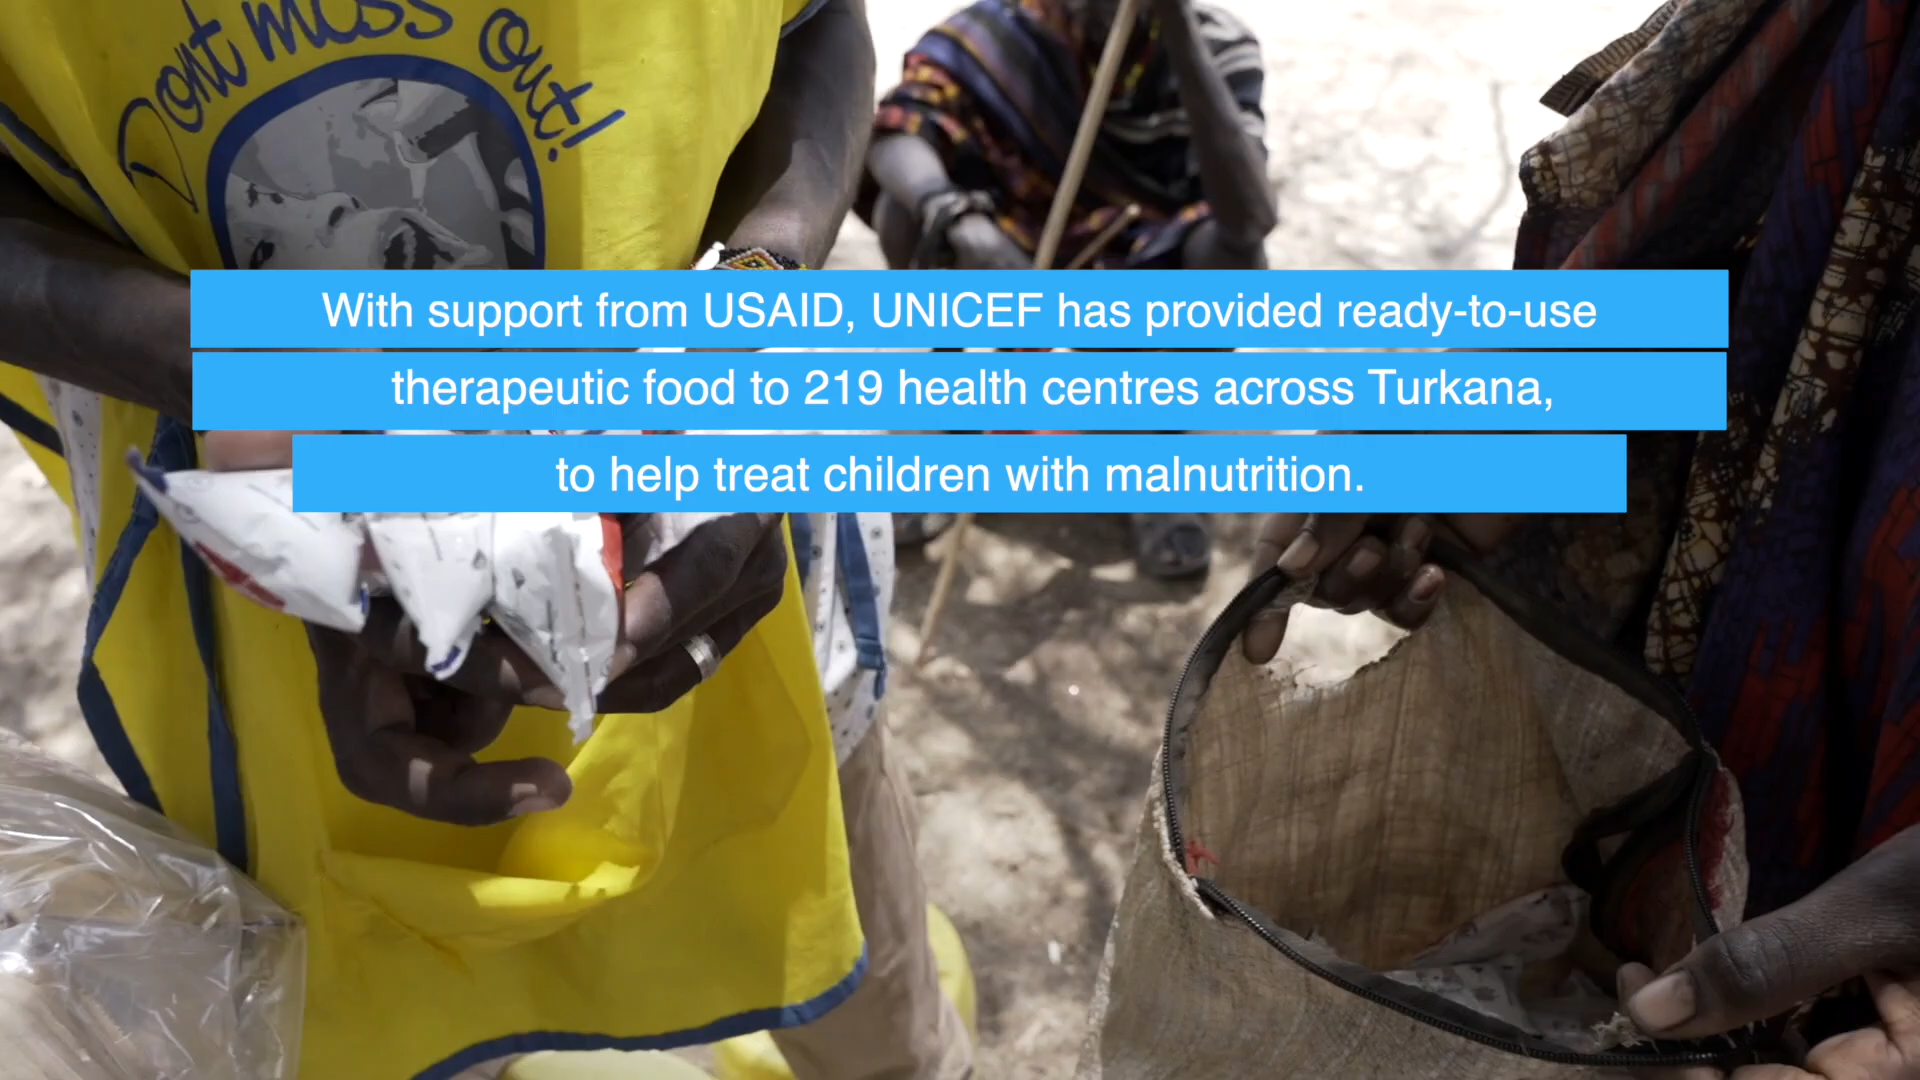 Dont miss out!
With support from USAID, UNICEF has provided ready-to-use
therapeutic food to 219 health centres across Turkana,
to help treat children with malnutrition.